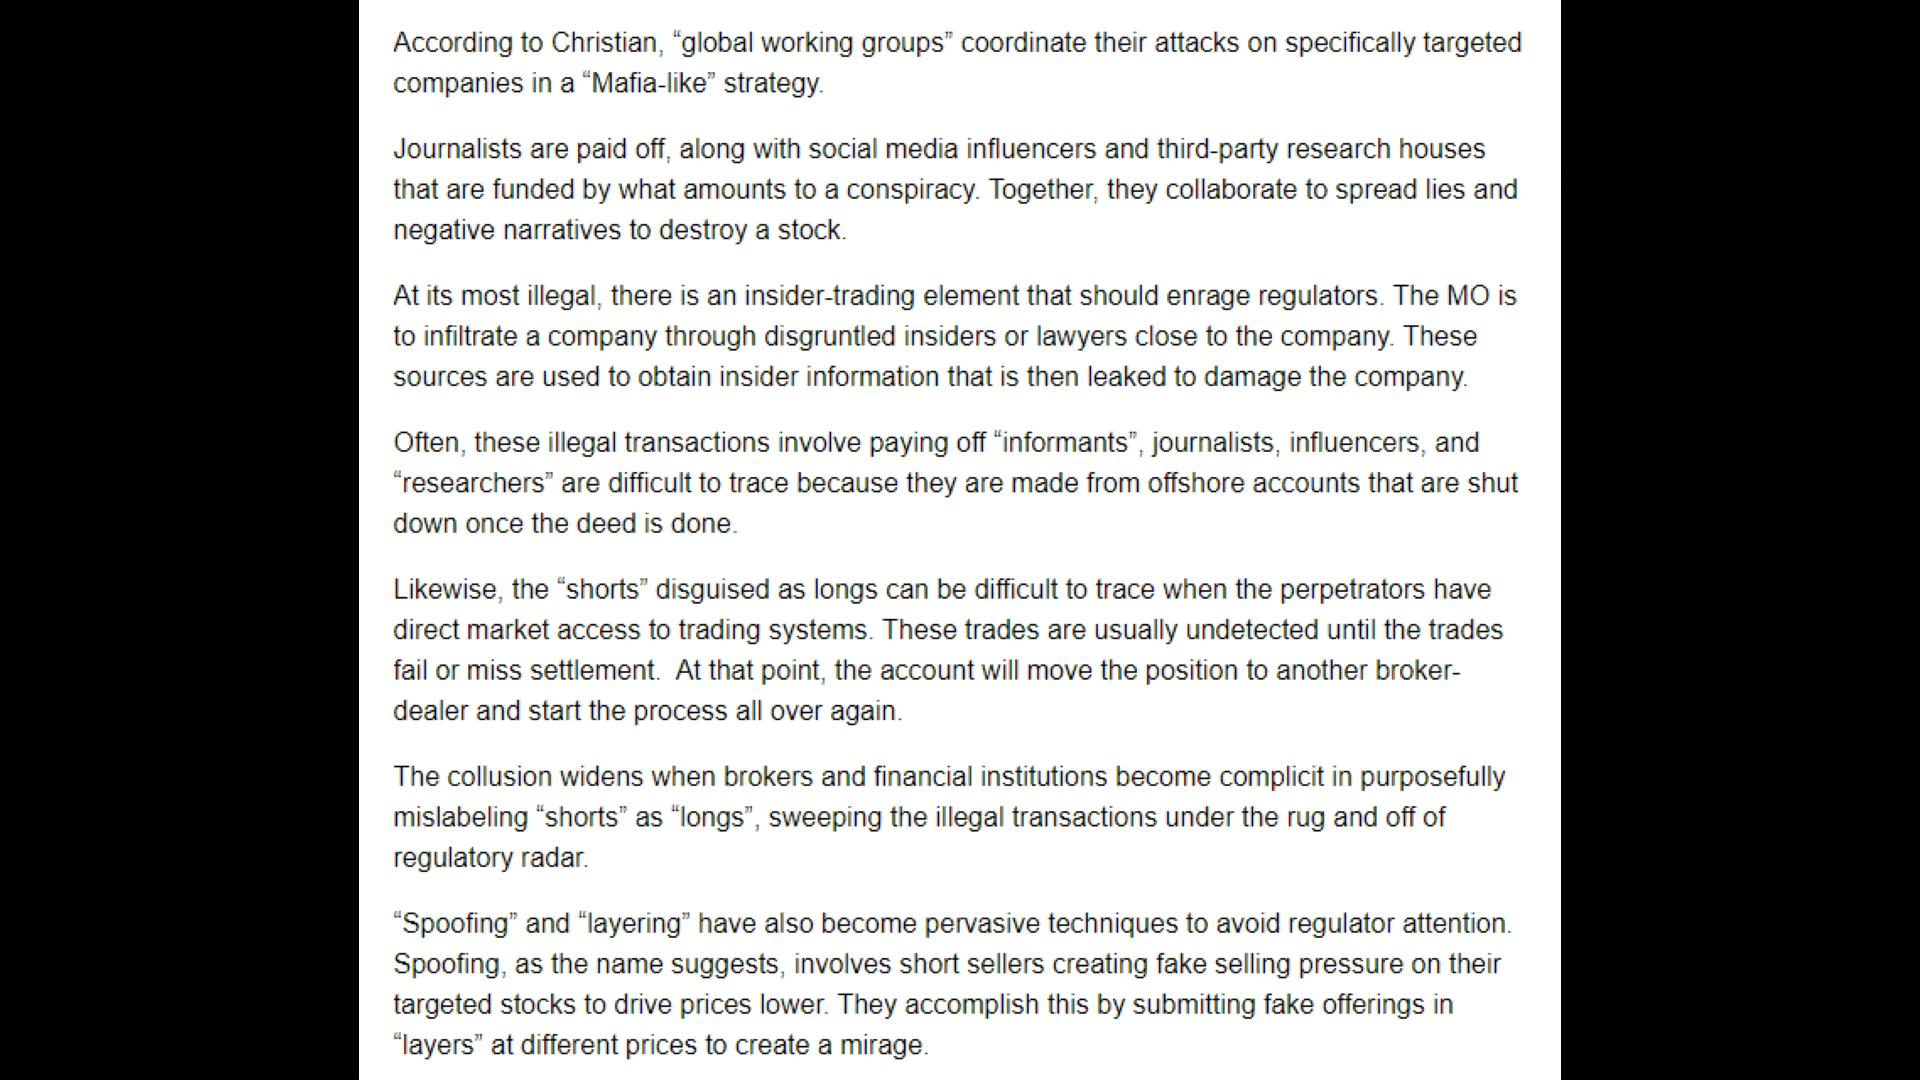 According to Christian, “global working groups” coordinate their attacks on specifically targeted
companies in a “Mafia-like” strategy.
Journalists are paid off, along with social media influencers and third-party research houses
that are funded by what amounts to a conspiracy. Together, they collaborate to spread lies and
negative narratives to destroy a stock.
At its most illegal, there is an insider-trading element that should enrage regulators. The MO is
to infiltrate a company through disgruntled insiders or lawyers close to the company. These
sources are used to obtain insider information that is then leaked to damage the company.
Often, these illegal transactions involve paying off “informants”, journalists, influencers, and
“researchers” are difficult to trace because they are made from offshore accounts that are shut
down once the deed is done.
Likewise, the “shorts” disguised as longs can be difficult to trace when the perpetrators have
direct market access to trading systems. These trades are usually undetected until the trades
fail or miss settlement.  At that point, the account will move the position to another broker-
dealer and start the process all over again.
The collusion widens when brokers and financial institutions become complicit in purposefully
mislabeling “shorts” as “longs”, sweeping the illegal transactions under the rug and off of
regulatory radar.
“Spoofing” and “layering” have also become pervasive techniques to avoid regulator attention.
Spoofing, as the name suggests, involves short sellers creating fake selling pressure on their
targeted stocks to drive prices lower. They accomplish this by submitting fake offerings in
“layers” at different prices to create a mirage.